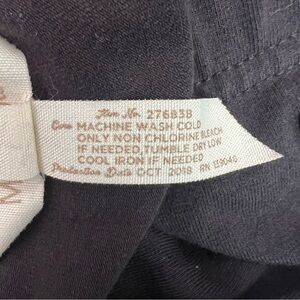 Item No. 276838
Care MACHINE WASH COLD
ONLY NON CHLORINE BLEACH
IF NEEDED, TUMBLE DRY LOW
COOL IRON IF NEEDED
Production Date OCT 2018 RN 139040
M